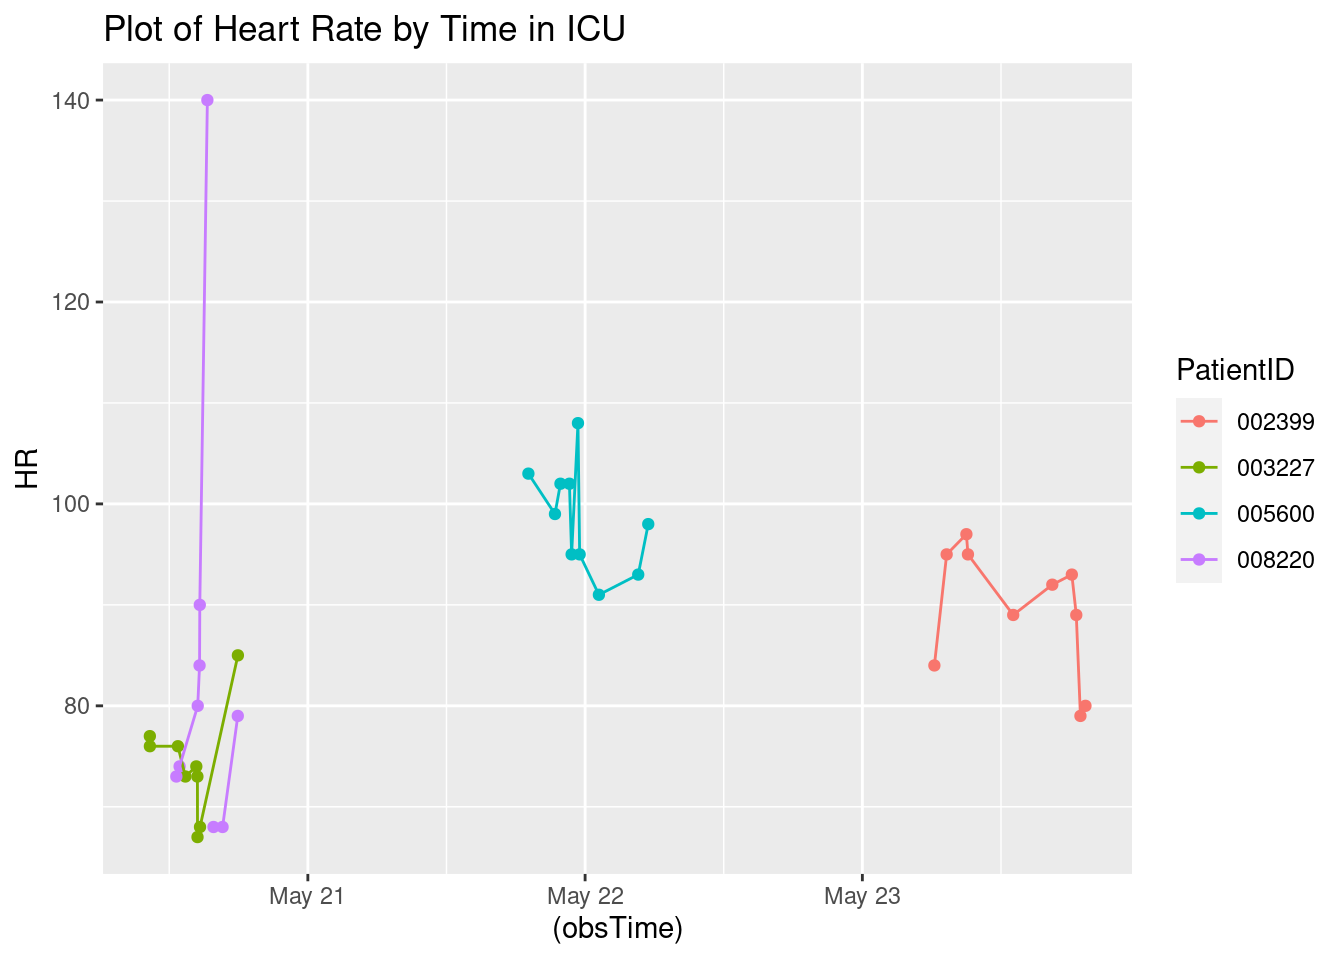 Plot of Heart Rate by Time in ICU
140
120
100
80
HR
May 21
May 22
May 23
(obsTime)
PatientID
002399
003227
005600
008220